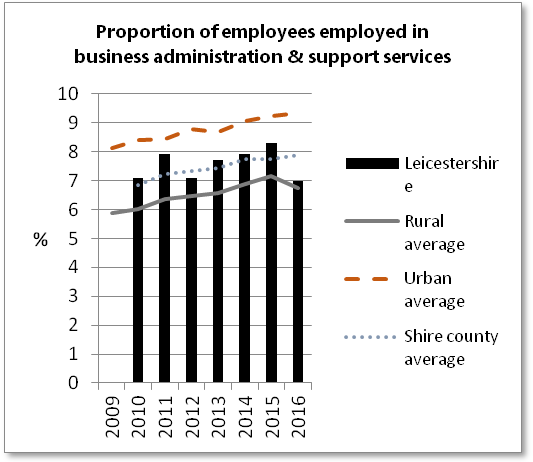 Proportion of employees employed in
business administration & support services
10
9
8
7
6
5
4
3
2
1
0
%
2009
2010
2011
2012
2013
2014
2015
2016
Leicestershir
e
Rural
average
Urban
average
Shire county
average